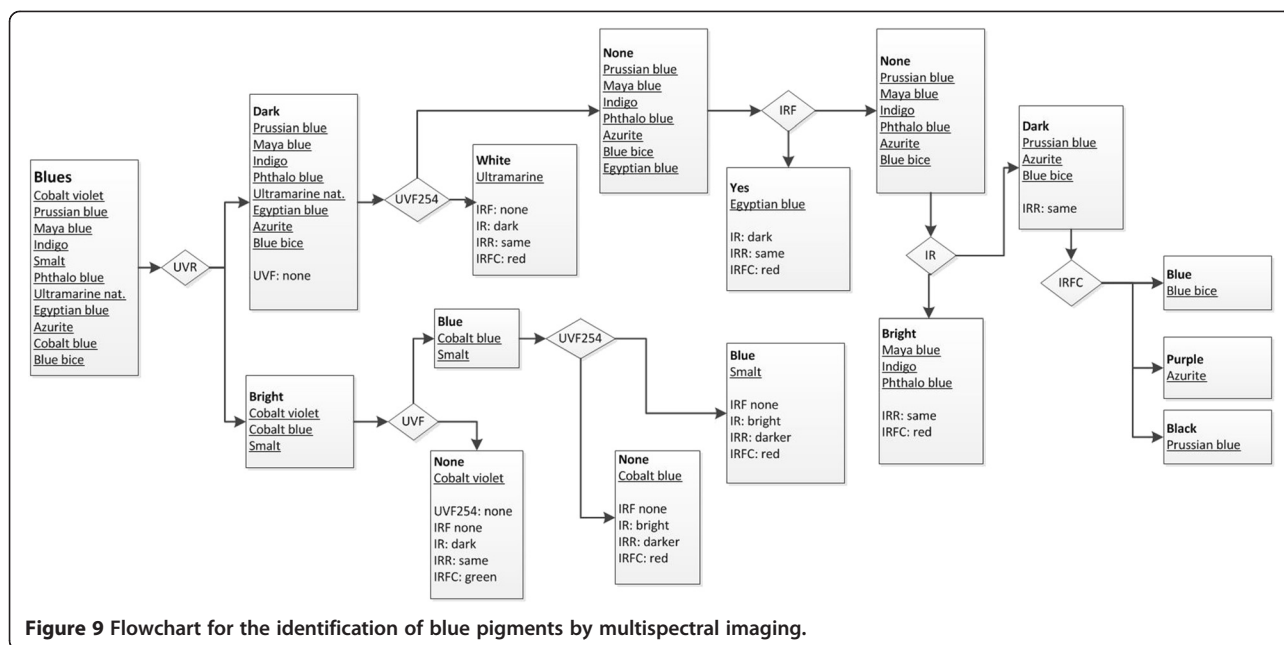 Blues
Cobalt violet
Prussian blue
Maya blue
Indigo
Smalt
Phthalo blue
Ultramarine nat.
Egyptian blue
Azurite
Cobalt blue
Blue bice
UVR
Dark
Prussian blue
Maya blue
Indigo
Phthalo blue
Ultramarine nat.
Egyptian blue
Azurite
Blue bice
UVF: none
UVF254
White
Ultramarine
IRF: none
IR: dark
IRR: same
IRFC: red
None
Prussian blue
Maya blue
Indigo
Phthalo blue
Azurite
Blue bice
Egyptian blue
IRF
Yes
Egyptian blue
IR: dark
IRR: same
IRFC: red
None
Prussian blue
Maya blue
Indigo
Phthalo blue
Azurite
Blue bice
IR
Dark
Prussian blue
Azurite
Blue bice
IRR: same
IRFC
Blue
Blue bice
Purple
Azurite
Black
Prussian blue
Bright
Maya blue
Indigo
Phthalo blue
IRR: same
IRFC: red
Bright
Cobalt violet
Cobalt blue
Smalt
UVF
Blue
Cobalt blue
Smalt
UVF254
Blue
Smalt
IRF none
IR: bright
IRR: darker
IRFC: red
None
Cobalt violet
UVF254: none
IRF none
IR: dark
IRR: same
IRFC: green
None
Cobalt blue
IRF none
IR: bright
IRR: darker
IRFC: red
Figure 9 Flowchart for the identification of blue pigments by multispectral imaging.